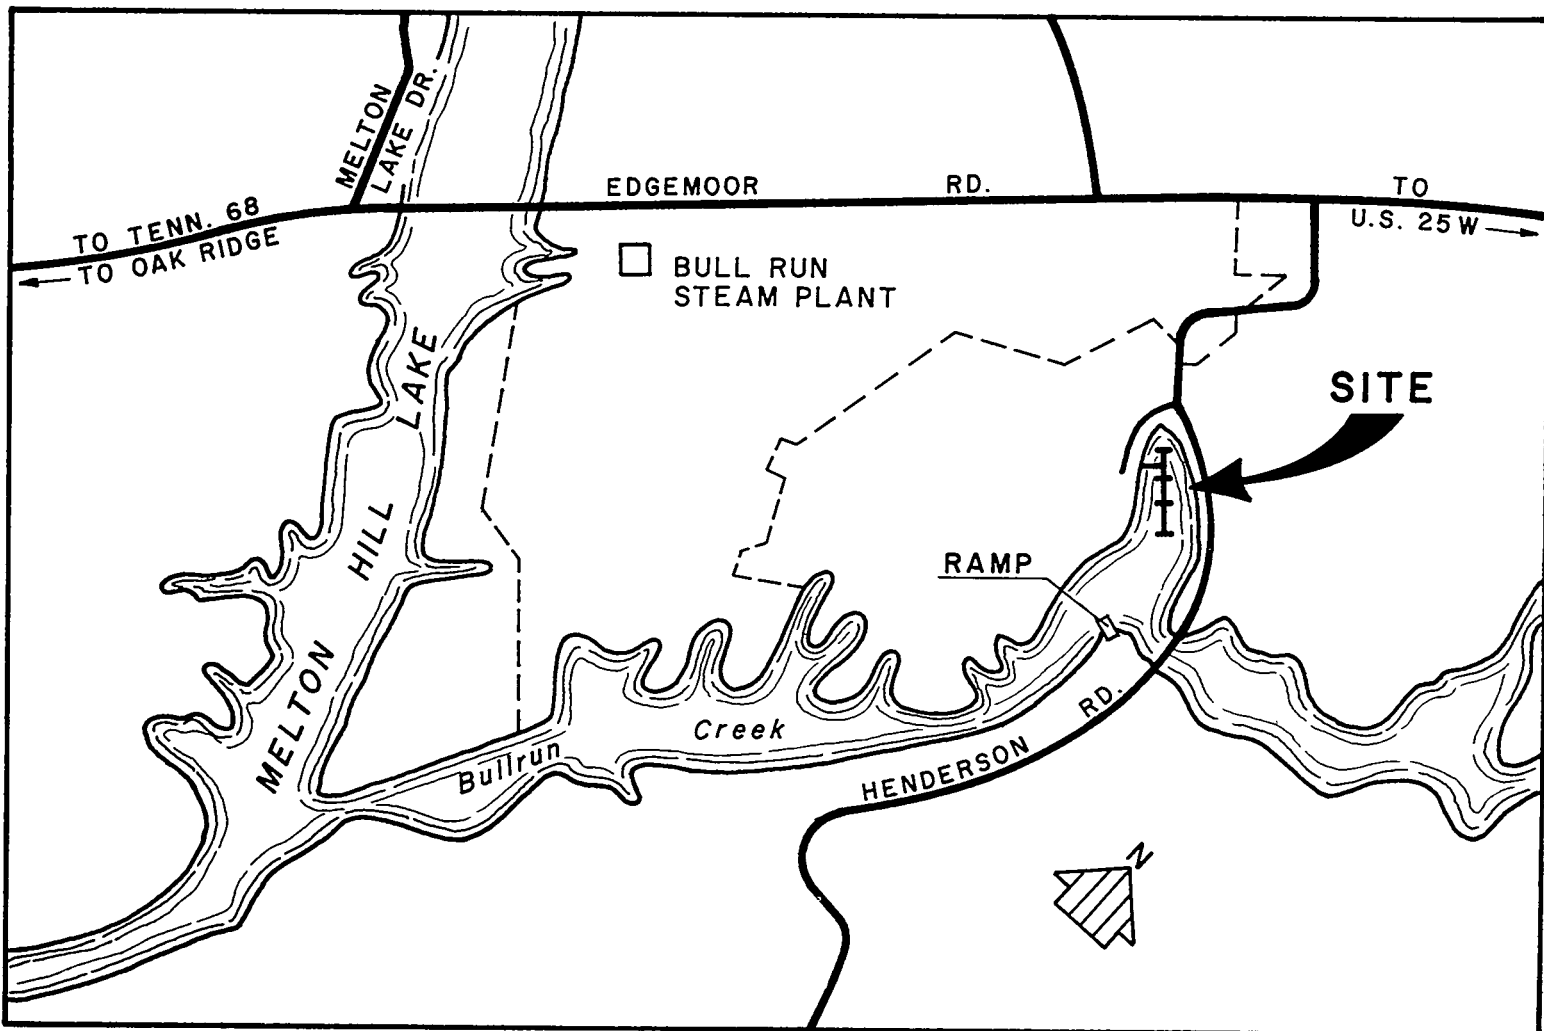 MELTON
LAKE DR.
EDGEMOOR RD.
TO
U.S. 25W
TO TENN. 68
TO OAK RIDGE
BULL RUN
STEAM PLANT
MELTON HILL LAKE
SITE
RAMP
Bullrun Creek
HENDERSON RD.
N